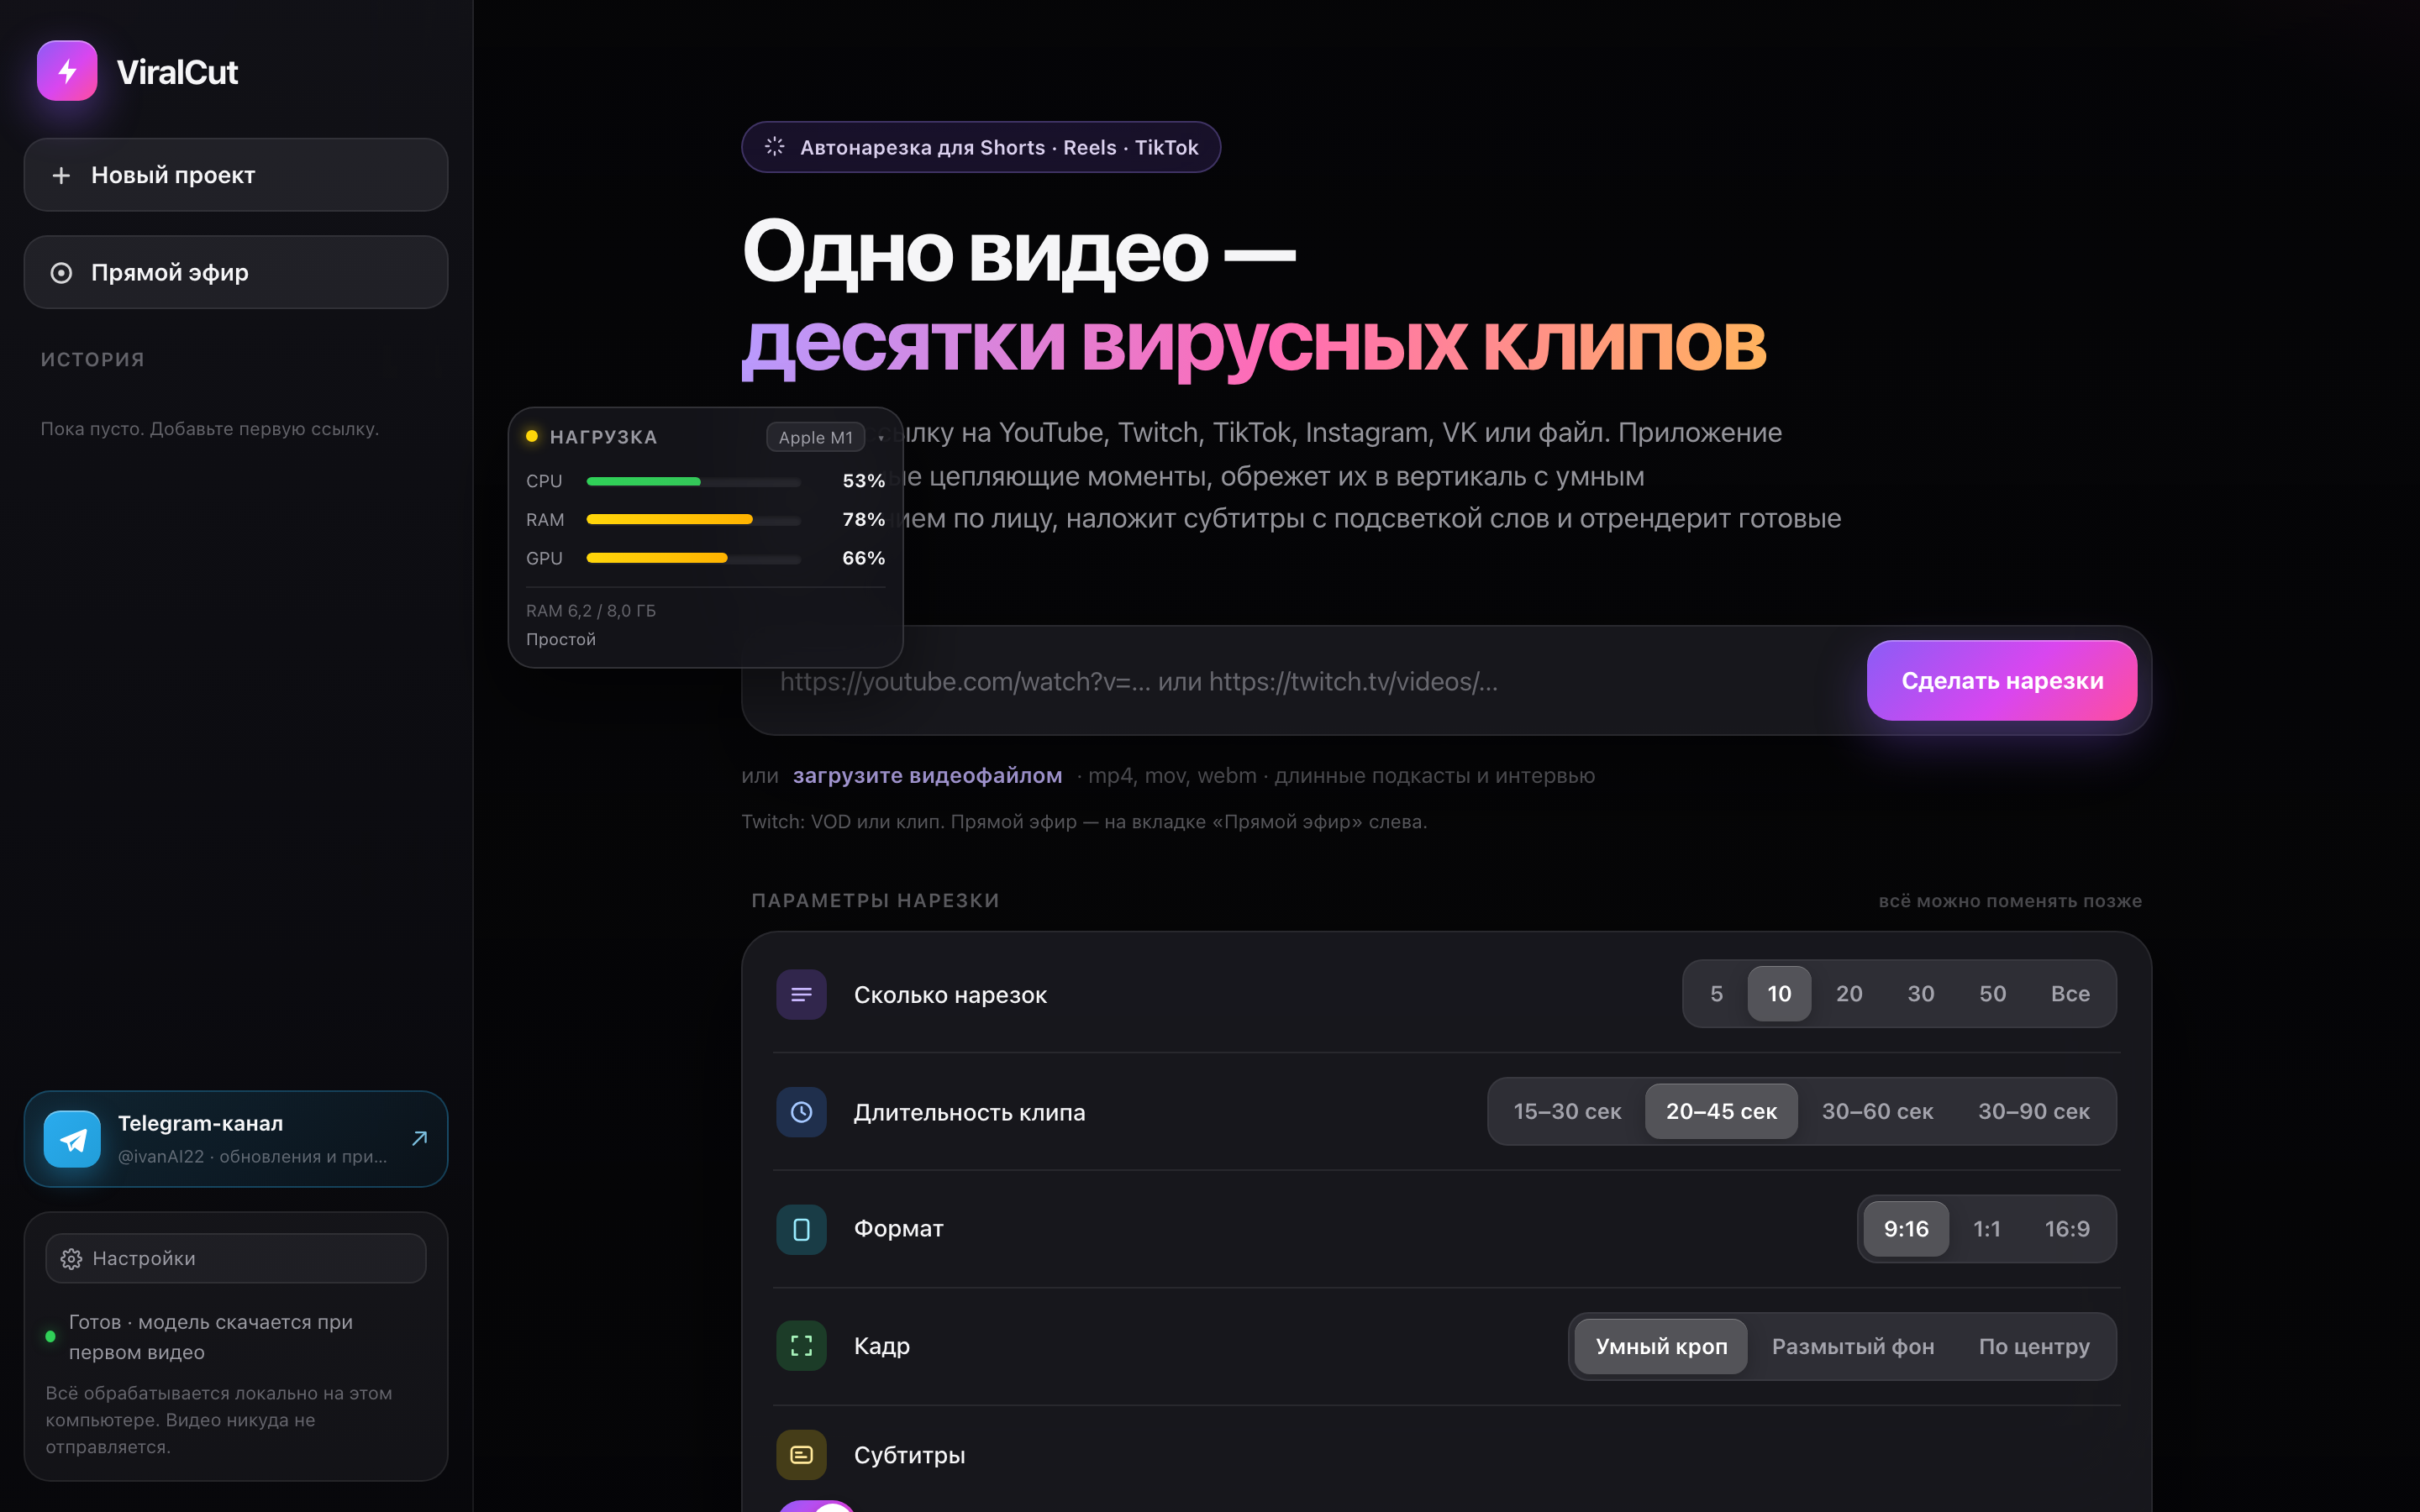 ViralCut
Новый проект
Прямой эфир
ИСТОРИЯ
Пока пусто. Добавьте первую ссылку.
Telegram-канал
@ivanAI22 · обновления и при...
Настройки
Готов · модель скачается при
первом видео
Всё обрабатывается локально на этом
компьютере. Видео никуда не
отправляется.
Автонарезка для Shorts · Reels · TikTok
Одно видео —
десятки вирусных клипов
НАГРУЗКА Apple M1
CPU 53%
RAM 78%
GPU 66%
RAM 6,2 / 8,0 ГБ
Простой
на YouTube, Twitch, TikTok, Instagram, VK или файл. Приложение
цепляющие моменты, обрежет их в вертикаль с умным
по лицу, наложит субтитры с подсветкой слов и отрендерит готовые
https://youtube.com/watch?v=... или https://twitch.tv/videos/...
Сделать нарезки
или загрузите видеофайлом · mp4, mov, webm · длинные подкасты и интервью
Twitch: VOD или клип. Прямой эфир — на вкладке «Прямой эфир» слева.
ПАРАМЕТРЫ НАРЕЗКИ всё можно поменять позже
Сколько нарезок 5 10 20 30 50 Все
Длительность клипа 15–30 сек 20–45 сек 30–60 сек 30–90 сек
Формат 9:16 1:1 16:9
Кадр Умный кроп Размытый фон По центру
Субтитры